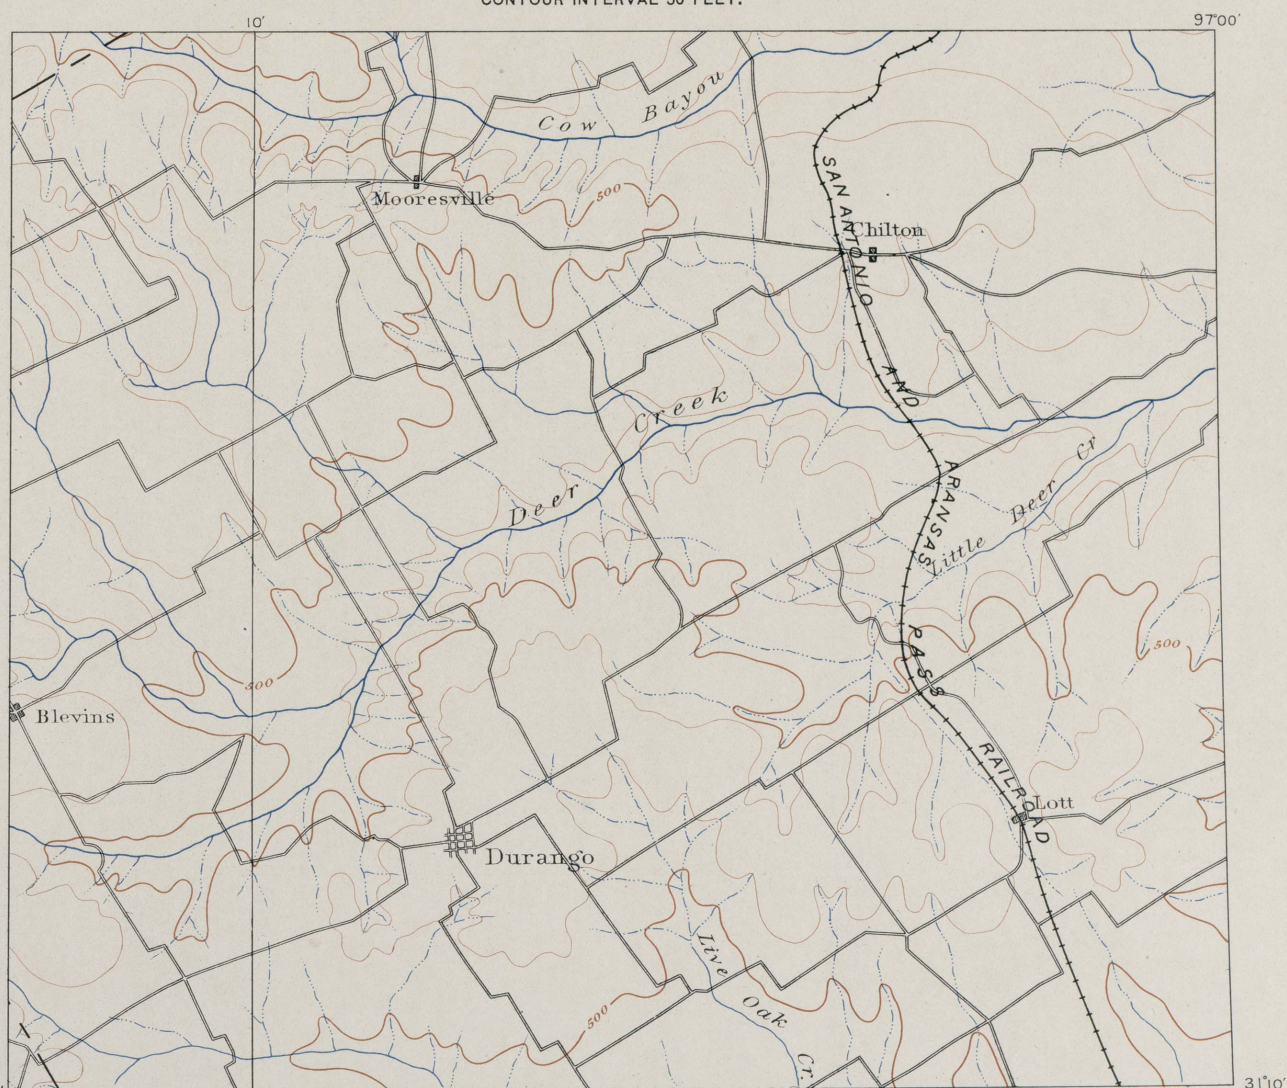 CONTOUR INTERVAL 50 FEET.
10'
97°00'
Cow Bayou
Mooresville
500
Chilton
SAN ANTONIO AND ARANSAS PASS RAILROAD
Deer Creek
Little Deer Cr
500
500
Blevins
Lott
Durango
Live Oak Cr.
500
31°